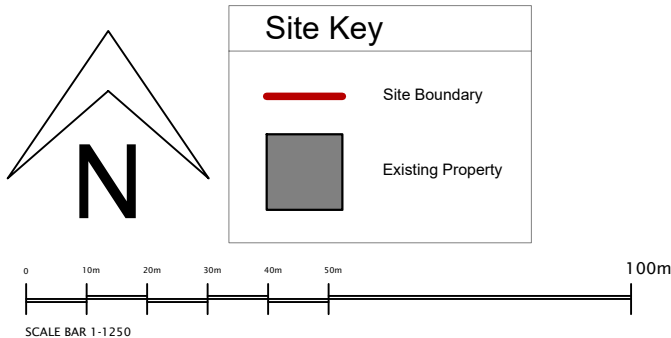 N
Site Key
Site Boundary
Existing Property
0 10m 20m 30m 40m 50m 100m
SCALE BAR 1-1250